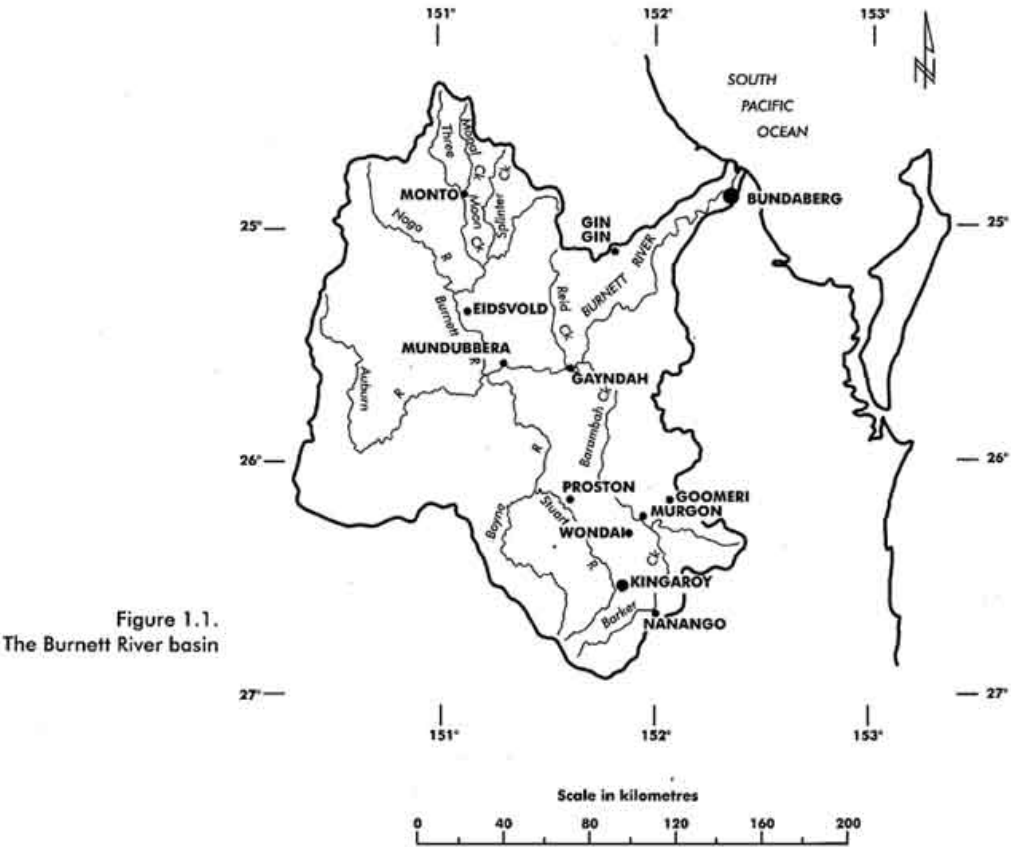 151° 152° 153°
SOUTH
PACIFIC
OCEAN
Three
Monal Ck
Splinter Ck
MONTO
Moon Ck
BUNDABERG
Nogo R
25° 25°
GIN
GIN
BURNETT RIVER
Burnett R
EIDSVOLD
Reid Ck
MUNDUBBERA
GAYNDAH
Auburn R
Barambah Ck
R
26° 26°
PROSTON
GOOMERI
MURGON
Boyne
Stuart R
WONDAI
Ck
KINGAROY
Barker
NANANGO
Figure 1.1.
The Burnett River basin
27° 27°
151° 152° 153°
Scale in kilometres
0 40 80 120 160 200